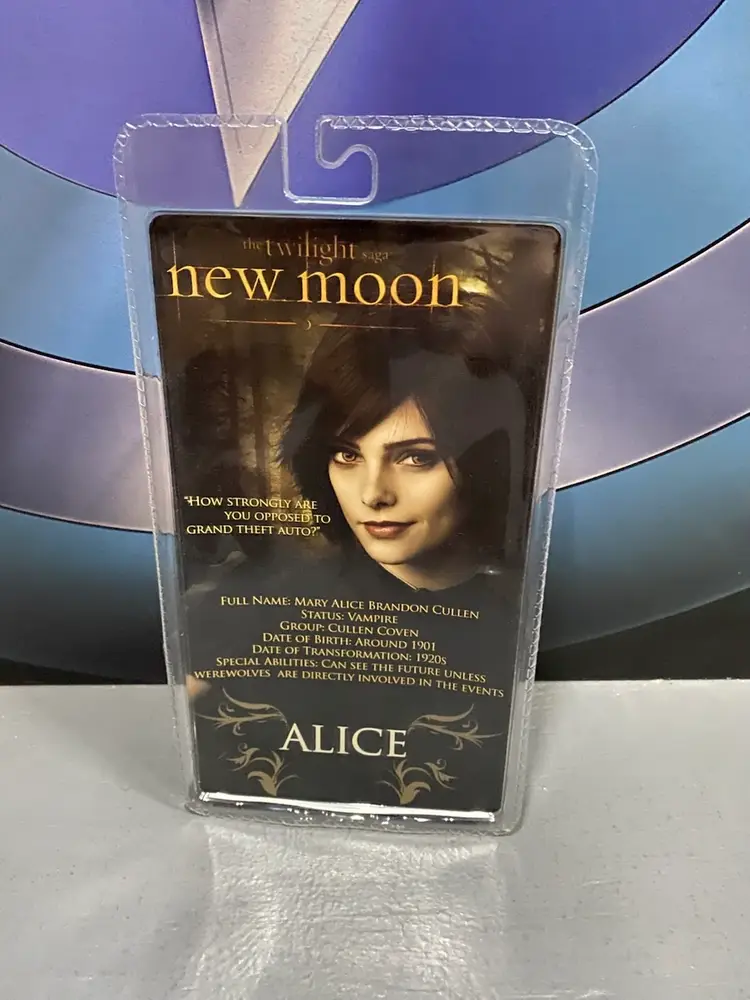 the twilight saga
new moon
"HOW STRONGLY ARE
YOU OPPOSED TO
GRAND THEFT AUTO?"
FULL NAME: MARY ALICE BRANDON CULLEN
STATUS: VAMPIRE
GROUP: CULLEN COVEN
DATE OF BIRTH: AROUND 1901
DATE OF TRANSFORMATION: 1920S
SPECIAL ABILITIES: CAN SEE THE FUTURE UNLESS
WEREWOLVES ARE DIRECTLY INVOLVED IN THE EVENTS
ALICE